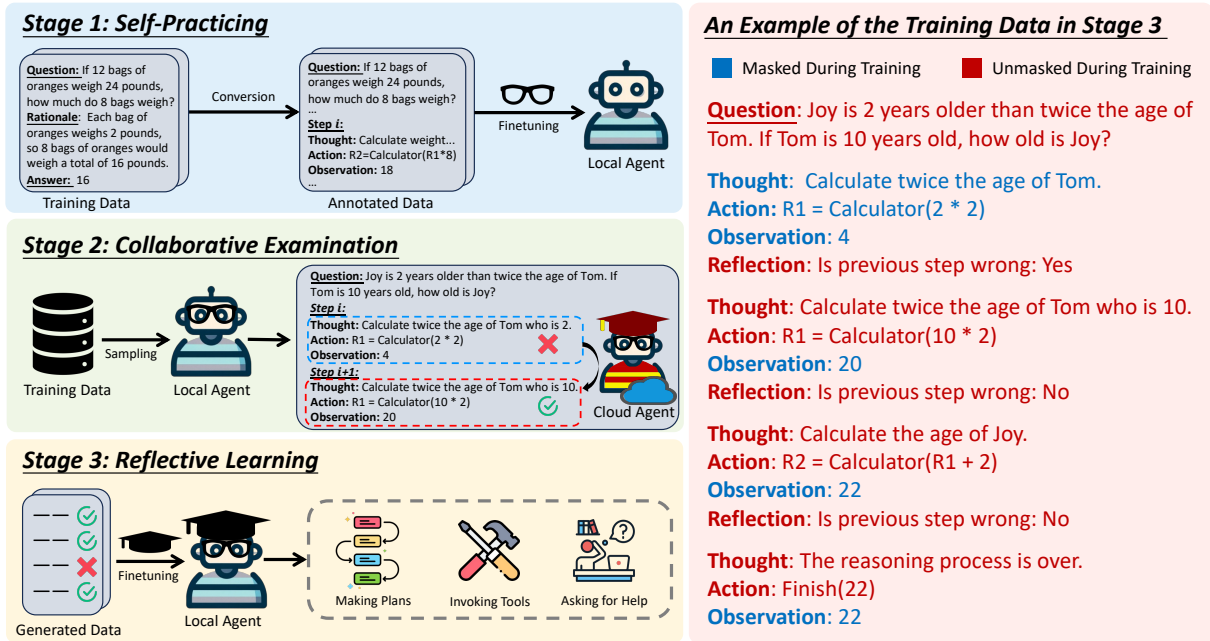 Stage 1: Self-Practicing
Question: If 12 bags of
oranges weigh 24 pounds,
how much do 8 bags weigh?
Rationale: Each bag of
oranges weighs 2 pounds,
so 8 bags of oranges would
weigh a total of 16 pounds.
Answer: 16
Training Data
Conversion
Question: If 12 bags of
oranges weigh 24 pounds,
how much do 8 bags weigh?
...
Step i:
Thought: Calculate weight...
Action: R2=Calculator(R1*8)
Observation: 18
...
Annotated Data
Finetuning
Local Agent
Stage 2: Collaborative Examination
Training Data
Sampling
Local Agent
Question: Joy is 2 years older than twice the age of Tom. If
Tom is 10 years old, how old is Joy?
Step i:
Thought: Calculate twice the age of Tom who is 2.
Action: R1 = Calculator(2 * 2)
Observation: 4
Step i+1:
Thought: Calculate twice the age of Tom who is 10.
Action: R1 = Calculator(10 * 2)
Observation: 20
Cloud Agent
Stage 3: Reflective Learning
Generated Data
Finetuning
Local Agent
Making Plans
Invoking Tools
Asking for Help
An Example of the Training Data in Stage 3
Masked During Training
Unmasked During Training
Question: Joy is 2 years older than twice the age of
Tom. If Tom is 10 years old, how old is Joy?
Thought: Calculate twice the age of Tom.
Action: R1 = Calculator(2 * 2)
Observation: 4
Reflection: Is previous step wrong: Yes
Thought: Calculate twice the age of Tom who is 10.
Action: R1 = Calculator(10 * 2)
Observation: 20
Reflection: Is previous step wrong: No
Thought: Calculate the age of Joy.
Action: R2 = Calculator(R1 + 2)
Observation: 22
Reflection: Is previous step wrong: No
Thought: The reasoning process is over.
Action: Finish(22)
Observation: 22